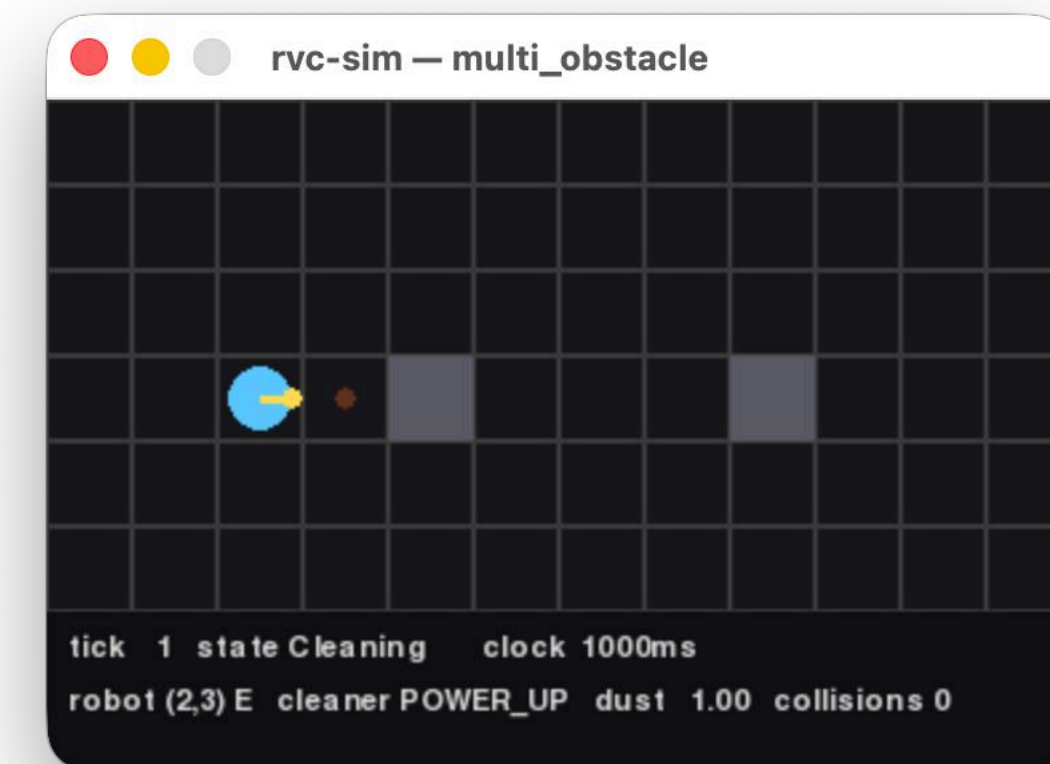 rvc-sim — multi_obstacle
tick 1 state Cleaning clock 1000ms
robot (2,3) E cleaner POWER_UP dust 1.00 collisions 0